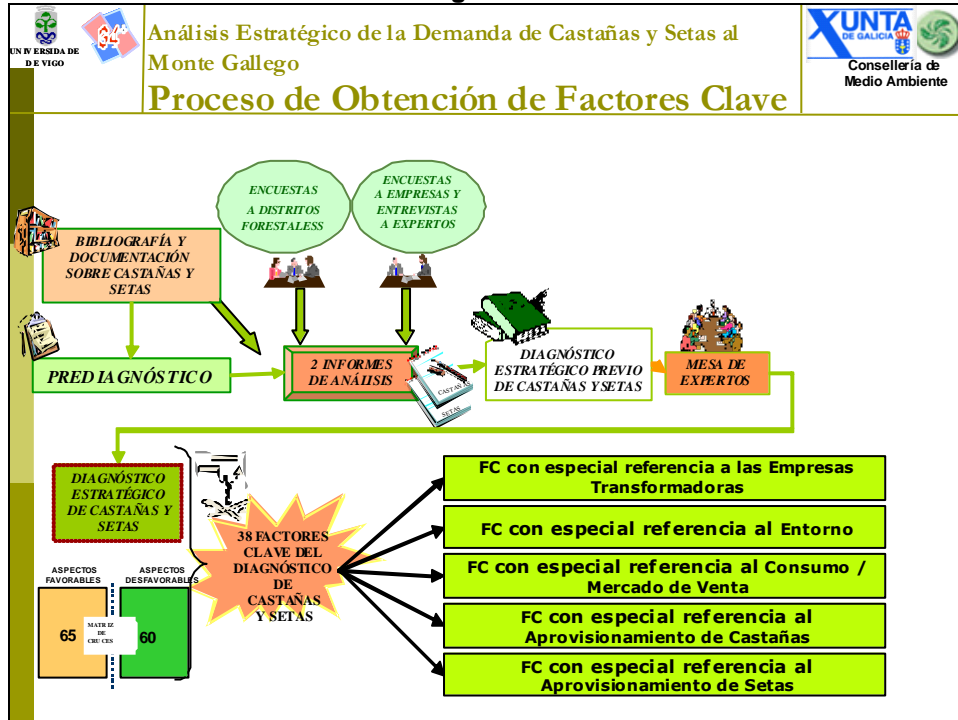 UNIVERSIDA DE
DE VIGO
Análisis Estratégico de la Demanda de Castañas y Setas al
Monte Gallego
Proceso de Obtención de Factores Clave
XUNTA
DE GALICIA
Consellería de
Medio Ambiente
ENCUESTAS
A DISTRITOS
FORESTALESS
ENCUESTAS
A EMPRESAS Y
ENTREVISTAS
A EXPERTOS
BIBLIOGRAFÍA Y
DOCUMENTACIÓN
SOBRE CASTAÑAS Y
SETAS
PREDIAGNÓSTICO
2 INFORMES
DE ANÁLISIS
CASTAÑAS
SETAS
DIAGNÓSTICO
ESTRATÉGICO PREVIO
DE CASTAÑAS Y SETAS
MESA DE
EXPERTOS
DIAGNÓSTICO
ESTRATÉGICO
DE CASTAÑAS Y
SETAS
ASPECTOS
FAVORABLES
ASPECTOS
DESFAVORABLES
65
MATRIZ
DE
CRUCES
60
38 FACTORES
CLAVE DEL
DIAGNÓSTICO
DE
CASTAÑAS
Y SETAS
FC con especial referencia a las Empresas
Transformadoras
FC con especial referencia al Entorno
FC con especial referencia al Consumo /
Mercado de Venta
FC con especial referencia al
Aprovisionamiento de Castañas
FC con especial referencia al
Aprovisionamiento de Setas